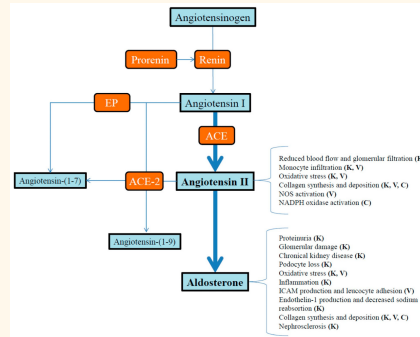 Angiotensinogen
Prorenin
Renin
EP
Angiotensin I
ACE
Reduced blood flow and glomerular filtration (K
Monocyte infiltration (K, V)
Oxidative stress (K, V)
Collagen synthesis and deposition (K, V, C)
NOS activation (V)
NADPH oxidase activation (C)
Angiotensin-(1-7)
ACE-2
Angiotensin II
Angiotensin-(1-9)
Proteinuria (K)
Glomerular damage (K)
Chronical kidney disease (K)
Podocyte loss (K)
Oxidative stress (K, V)
Inflammation (K)
ICAM production and leucocyte adhesion (V)
Endothelin-1 production and decreased sodium
reabsortion (K)
Collagen synthesis and deposition (K, V, C)
Nephrosclerosis (K)
Aldosterone